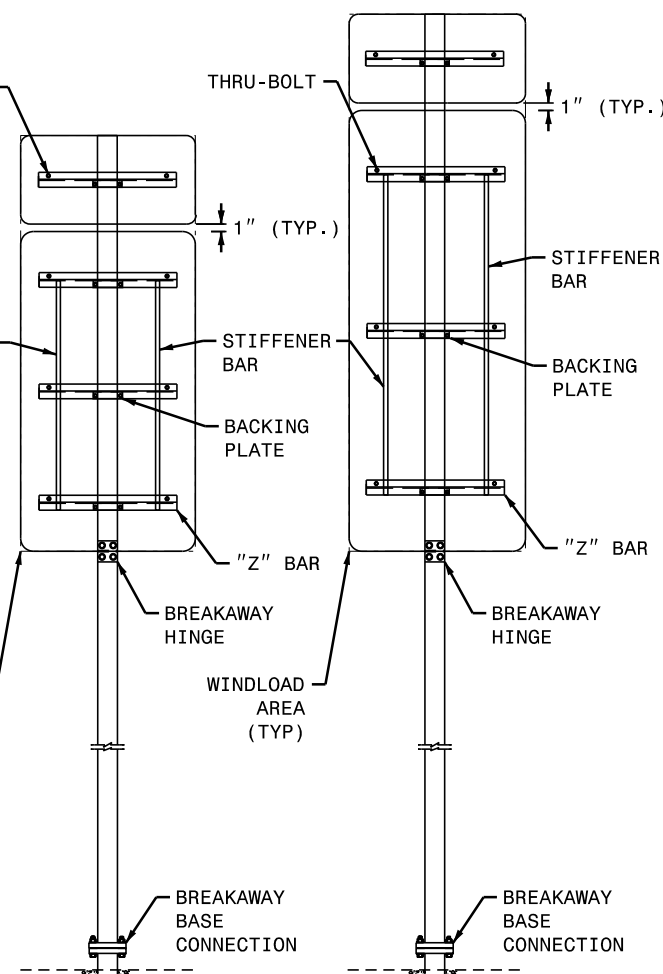 THRU-BOLT
1" (TYP.)
1" (TYP.)
STIFFENER
BAR
STIFFENER
BAR
BACKING
PLATE
BACKING
PLATE
"Z" BAR
"Z" BAR
BREAKAWAY
HINGE
BREAKAWAY
HINGE
WINDLOAD
AREA
(TYP)
BREAKAWAY
BASE
CONNECTION
BREAKAWAY
BASE
CONNECTION